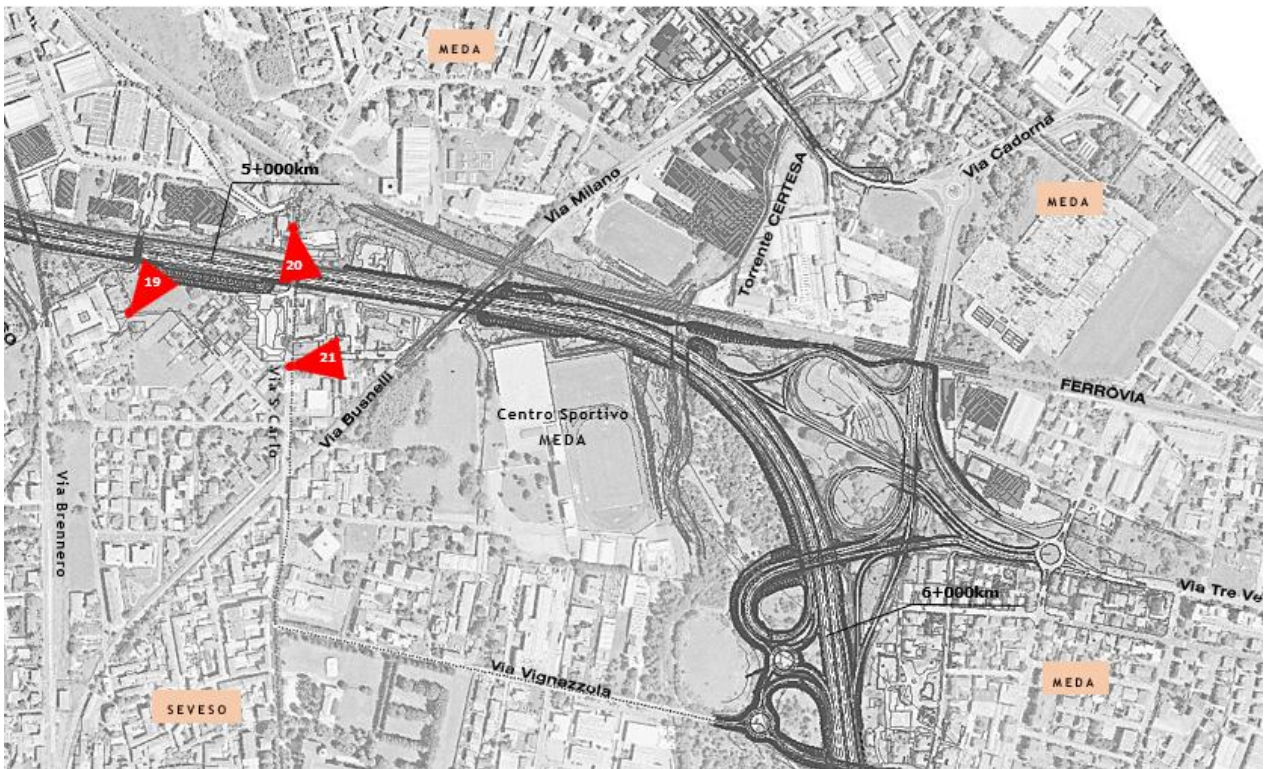 MEDA
5+000km
Via Milano
Via Cadorna
Torrente CERTESA
MEDA
20
19
21
Via S Carlo
Via Busnelli
Centro Sportivo
MEDA
FERROVIA
Via Brennero
Via Tre Ve
6+000km
Via Vignazzola
MEDA
SEVESO